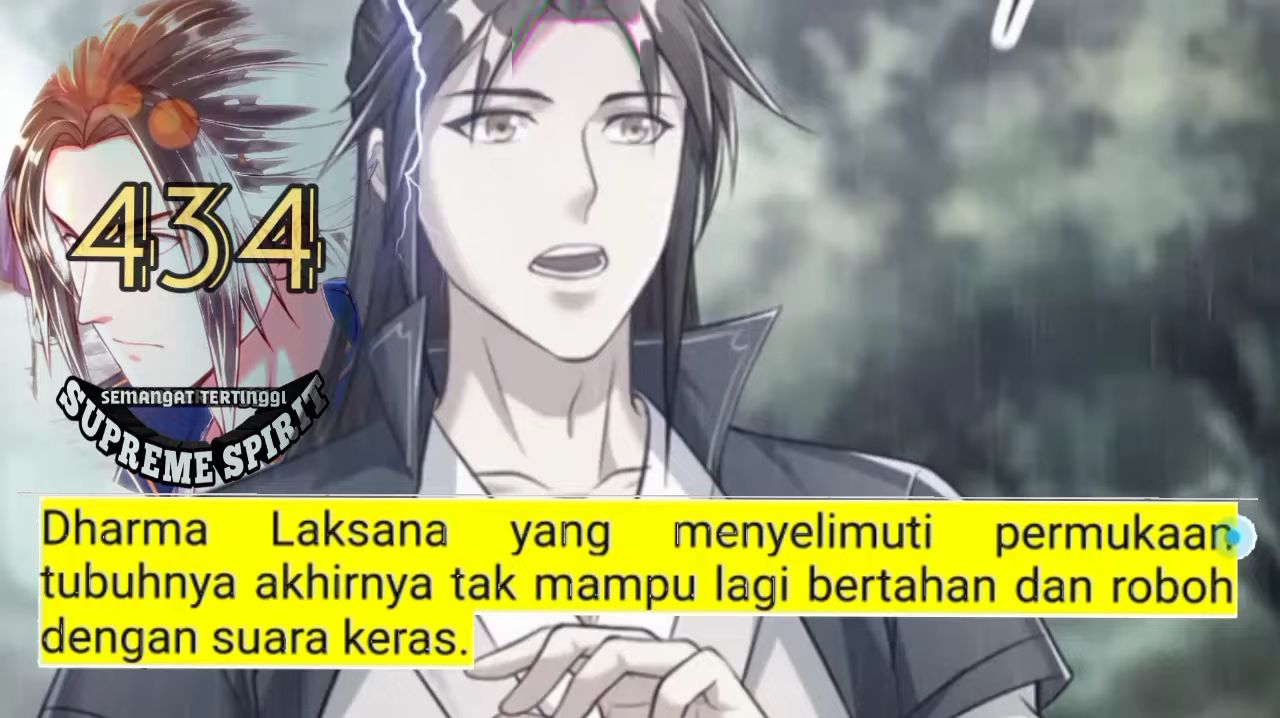 434
SEMANGAT TERTINGGI
SUPREME SPIRIT
Dharma Laksana yang menyelimuti permukaan
tubuhnya akhirnya tak mampu lagi bertahan dan roboh
dengan suara keras.